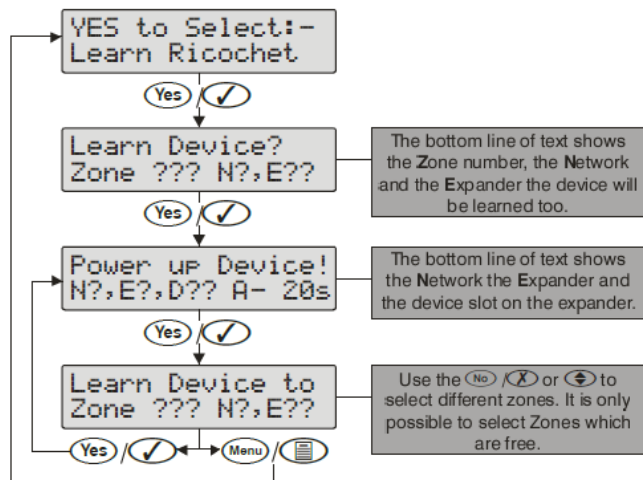 YES to Select:-
Learn Ricochet
Yes /
Learn Device?
Zone ??? N?,E??
The bottom line of text shows
the Zone number, the Network
and the Expander the device will
be learned too.
Yes /
Power up Device!
N?,E?,D?? A- 20s
The bottom line of text shows
the Network the Expander and
the device slot on the expander.
Yes /
Learn Device to
Zone ??? N?,E??
Use the No / or to
select different zones. It is only
possible to select Zones which
are free.
Yes / Menu /